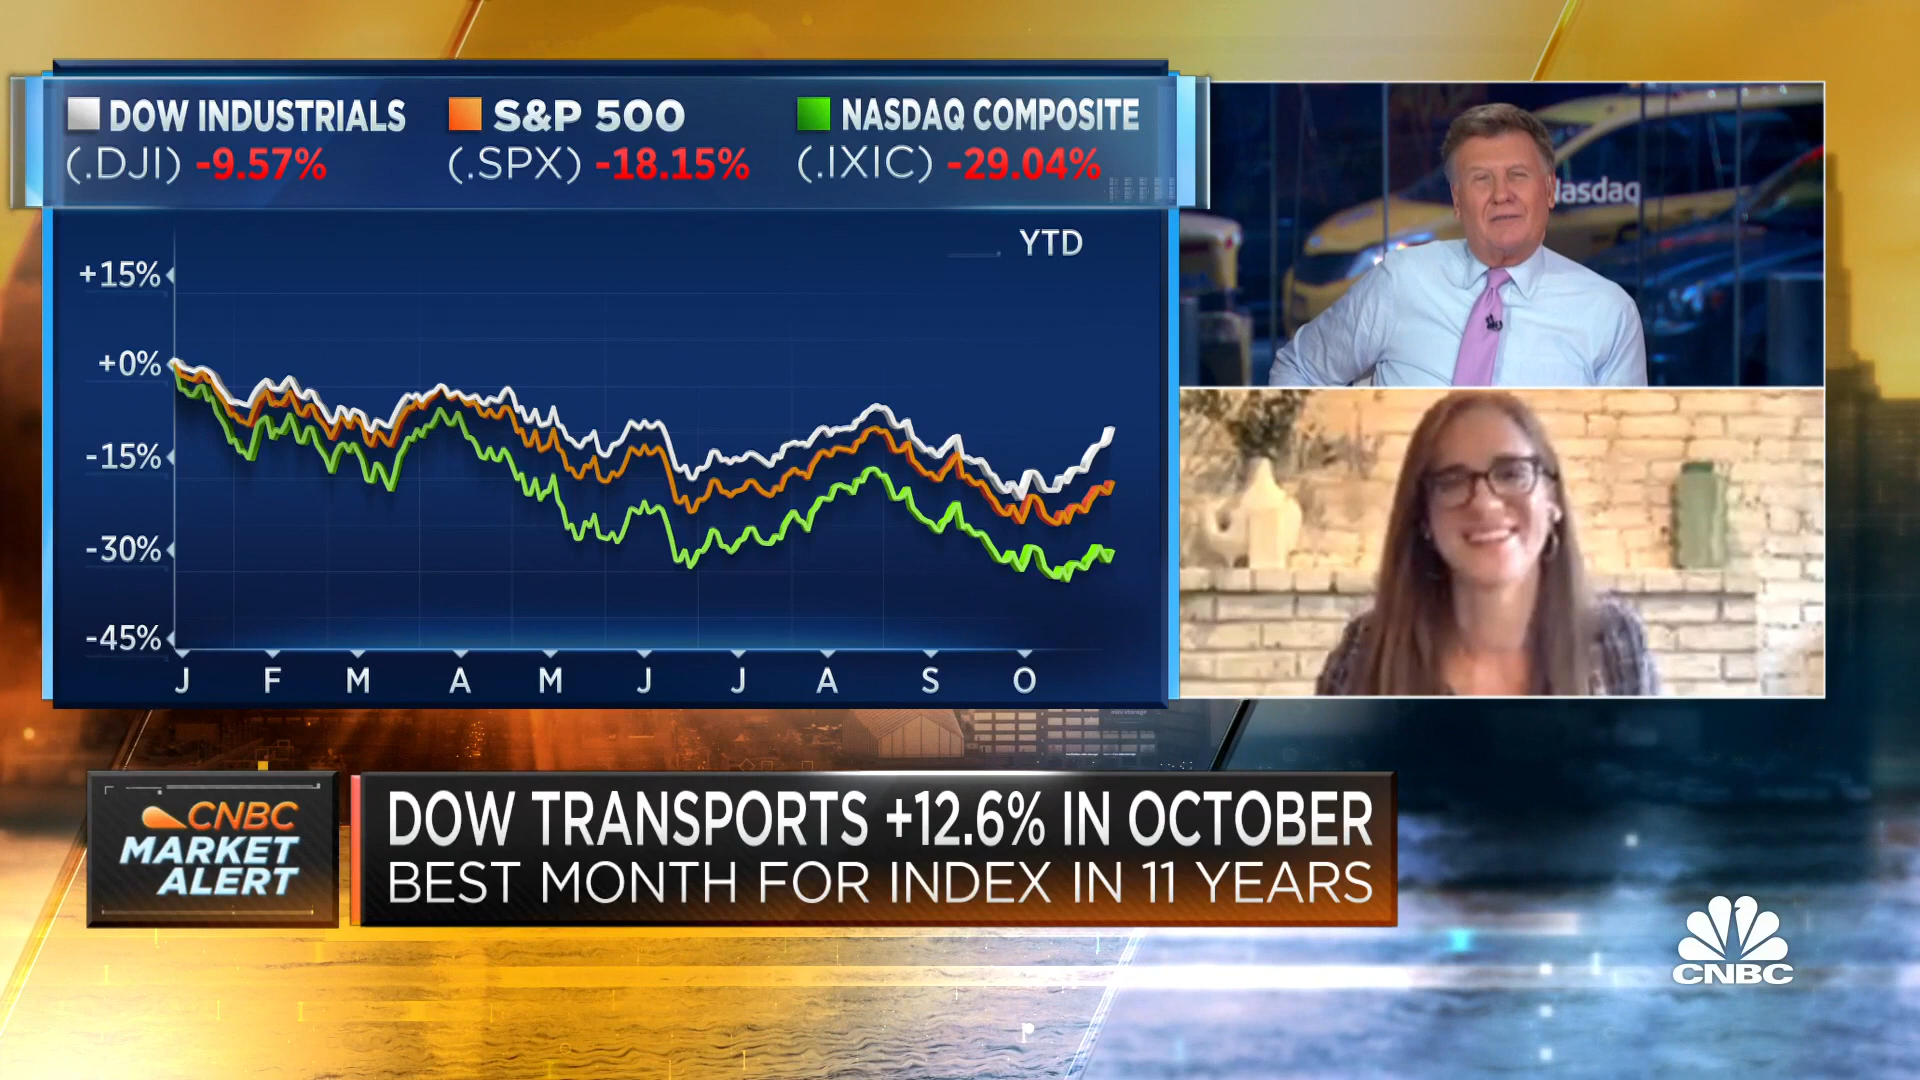 DOW INDUSTRIALS
(.DJI) -9.57%
S&P 500
(.SPX) -18.15%
NASDAQ COMPOSITE
(.IXIC) -29.04%
YTD
+15%
+0%
-15%
-30%
-45%
J F M A M J J A S O
Nasdaq
CNBC
MARKET
ALERT
DOW TRANSPORTS +12.6% IN OCTOBER
BEST MONTH FOR INDEX IN 11 YEARS
CNBC